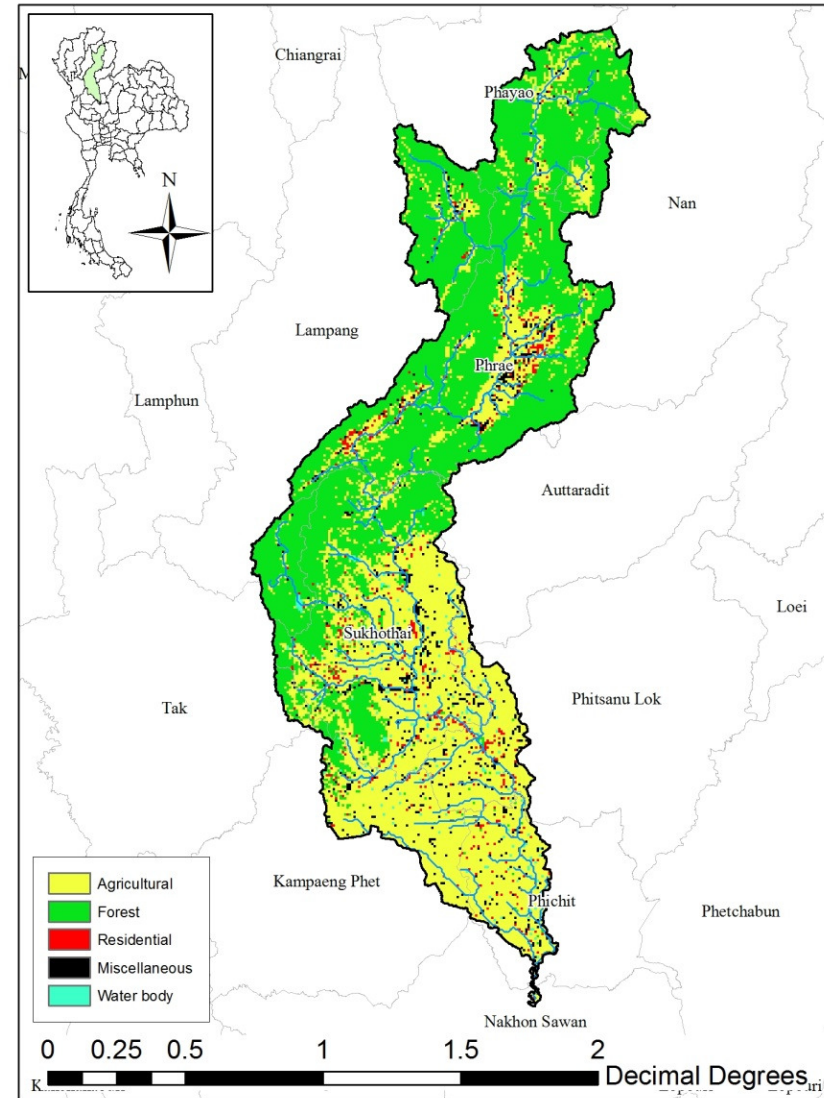 Chiangrai
Phayao
N
Nan
Lampang
Phrae
Lamphun
Auttaradit
Loei
Sukhothai
Tak
Phitsanu Lok
Kampaeng Phet
Phichit
Phetchabun
Nakhon Sawan
Agricultural
Forest
Residential
Miscellaneous
Water body
0 0.25 0.5 1 1.5 2
Decimal Degrees